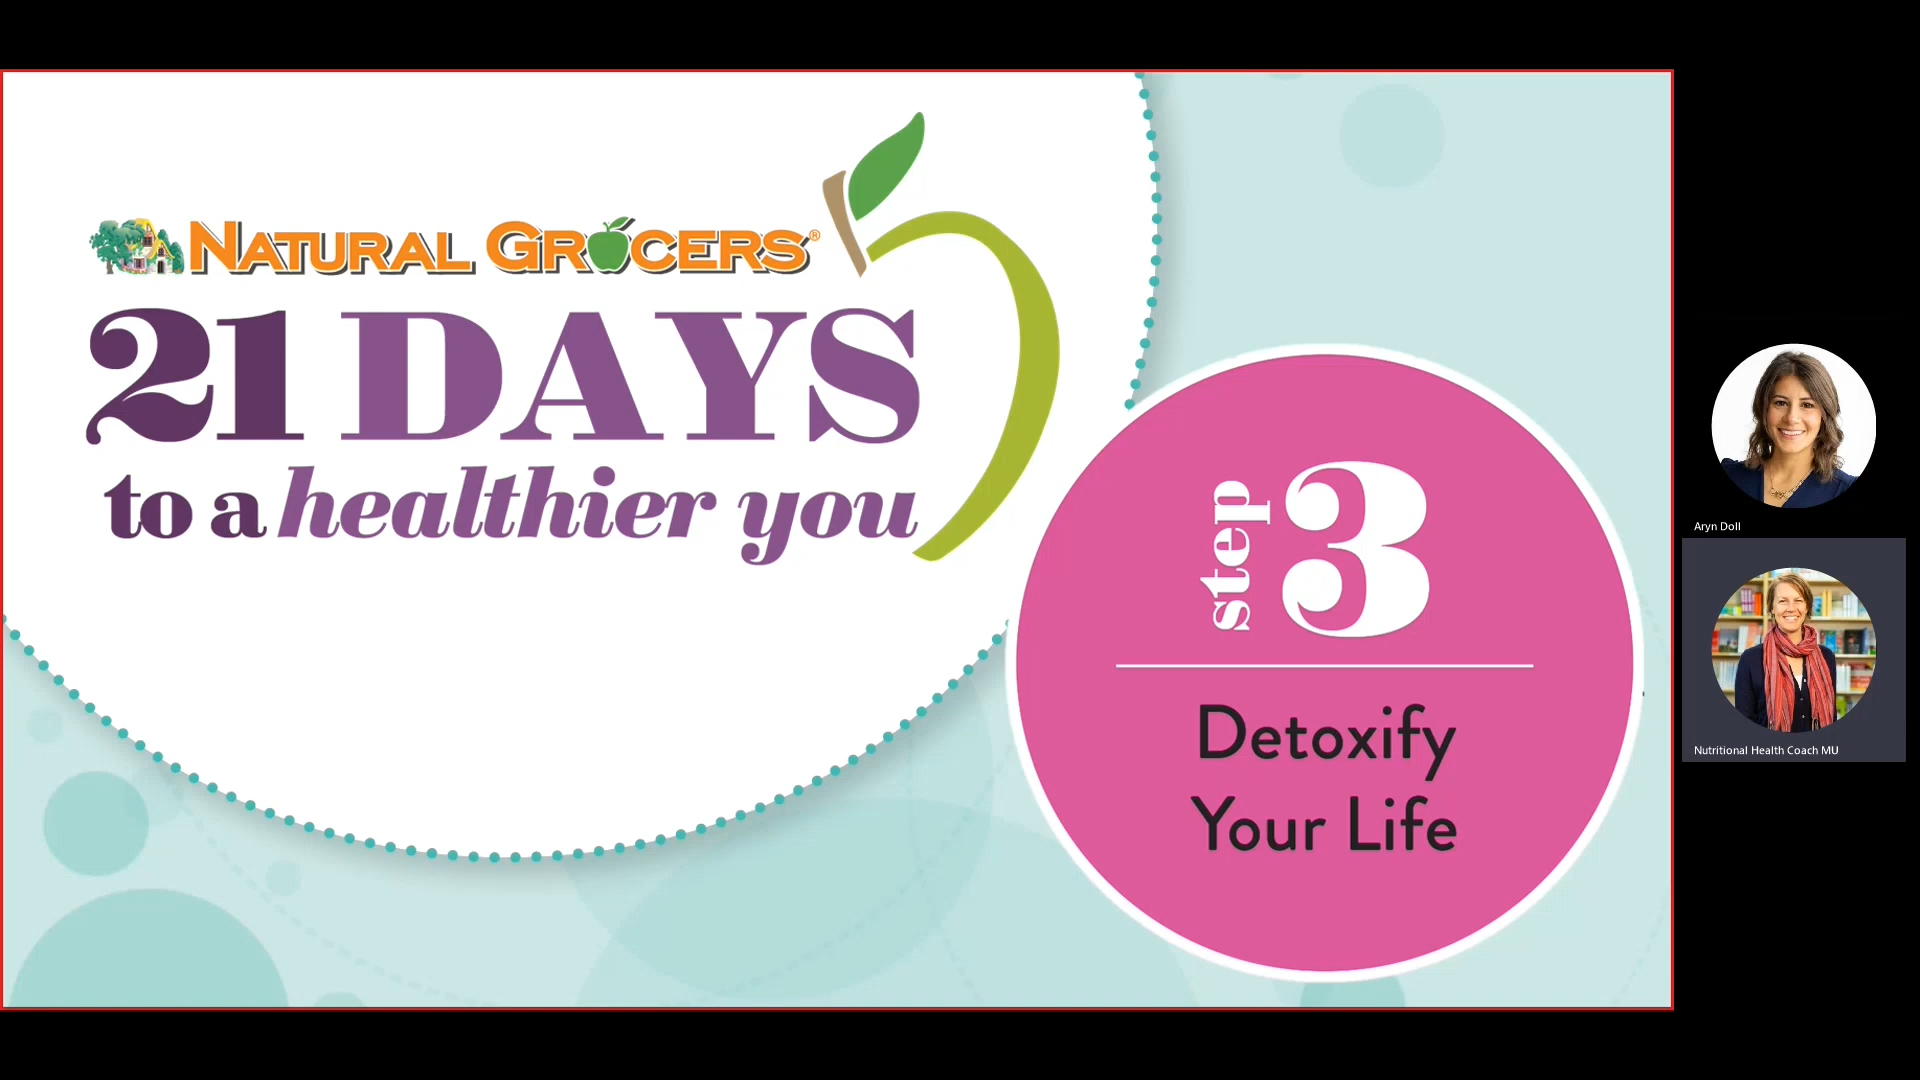 NATURAL GROCERS®
21 DAYS
to a healthier you
step 3
Detoxify
Your Life
Aryn Doll
Nutritional Health Coach MU